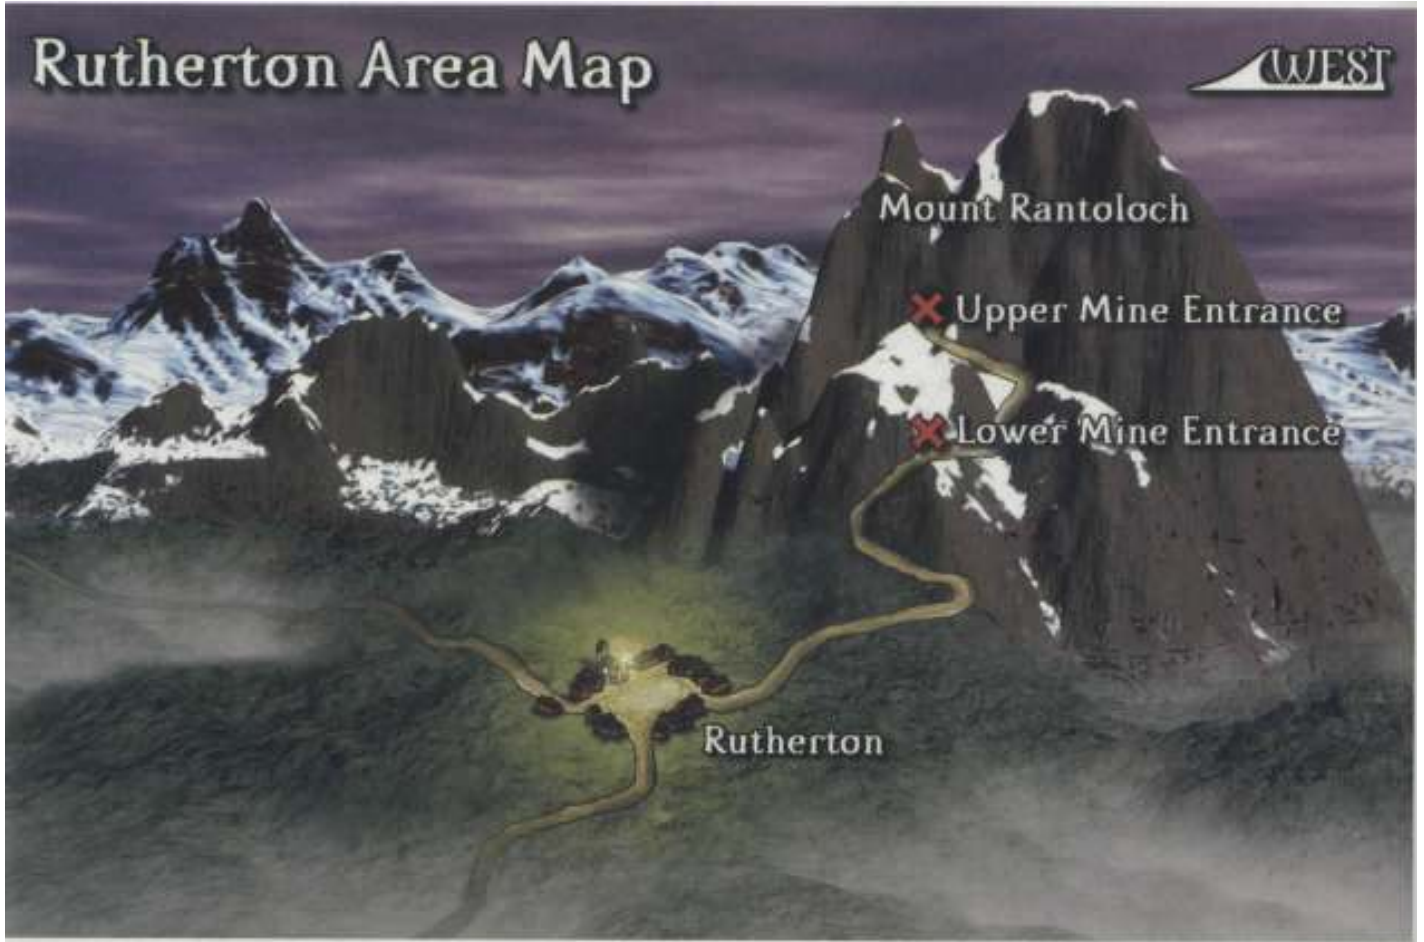 Rutherton Area Map
WEST
Mount Rantoloch
Upper Mine Entrance
Lower Mine Entrance
Rutherton